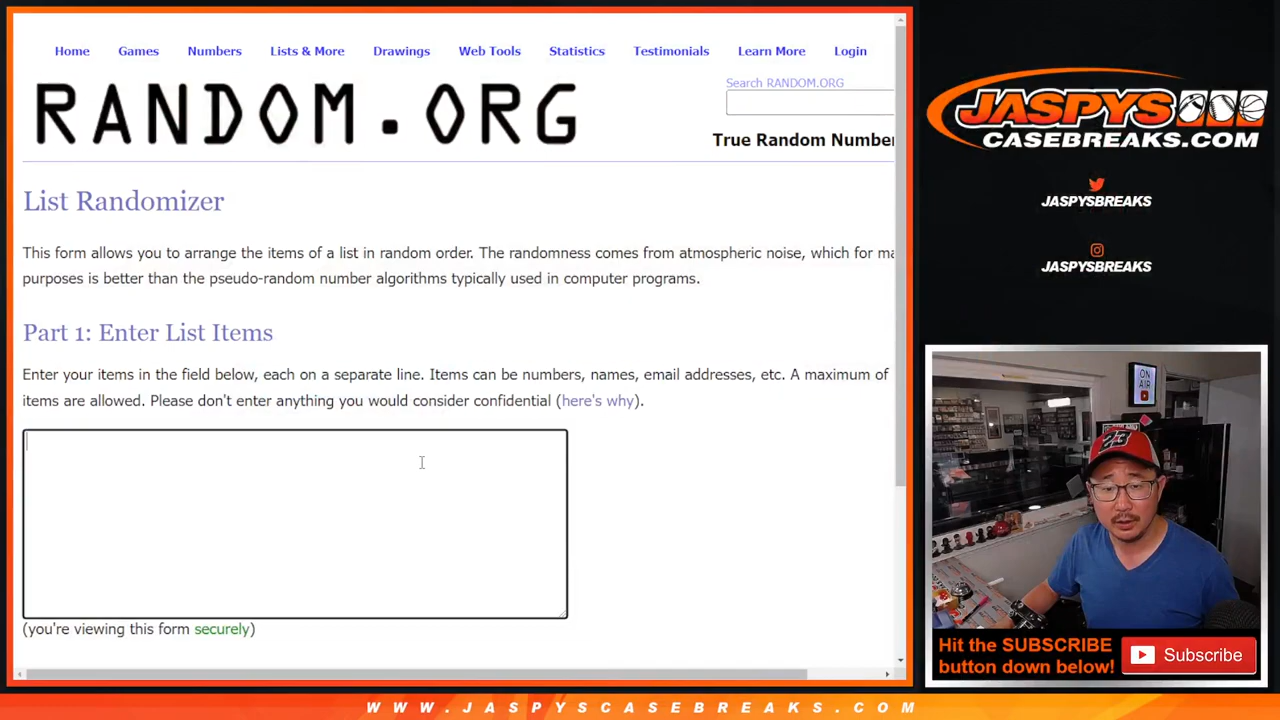 Home Games Numbers Lists & More Drawings Web Tools Statistics Testimonials Learn More Login
Search RANDOM.ORG
RANDOM.ORG
True Random Number
List Randomizer
This form allows you to arrange the items of a list in random order. The randomness comes from atmospheric noise, which for ma
purposes is better than the pseudo-random number algorithms typically used in computer programs.
Part 1: Enter List Items
Enter your items in the field below, each on a separate line. Items can be numbers, names, email addresses, etc. A maximum of
items are allowed. Please don't enter anything you would consider confidential (here's why).
(you're viewing this form securely)
JASPYS
CASEBREAKS.COM
JASPYSBREAKS
JASPYSBREAKS
ON
AIR
23
Hit the SUBSCRIBE
button down below!
Subscribe
WWW.JASPYSCASEBREAKS.COM